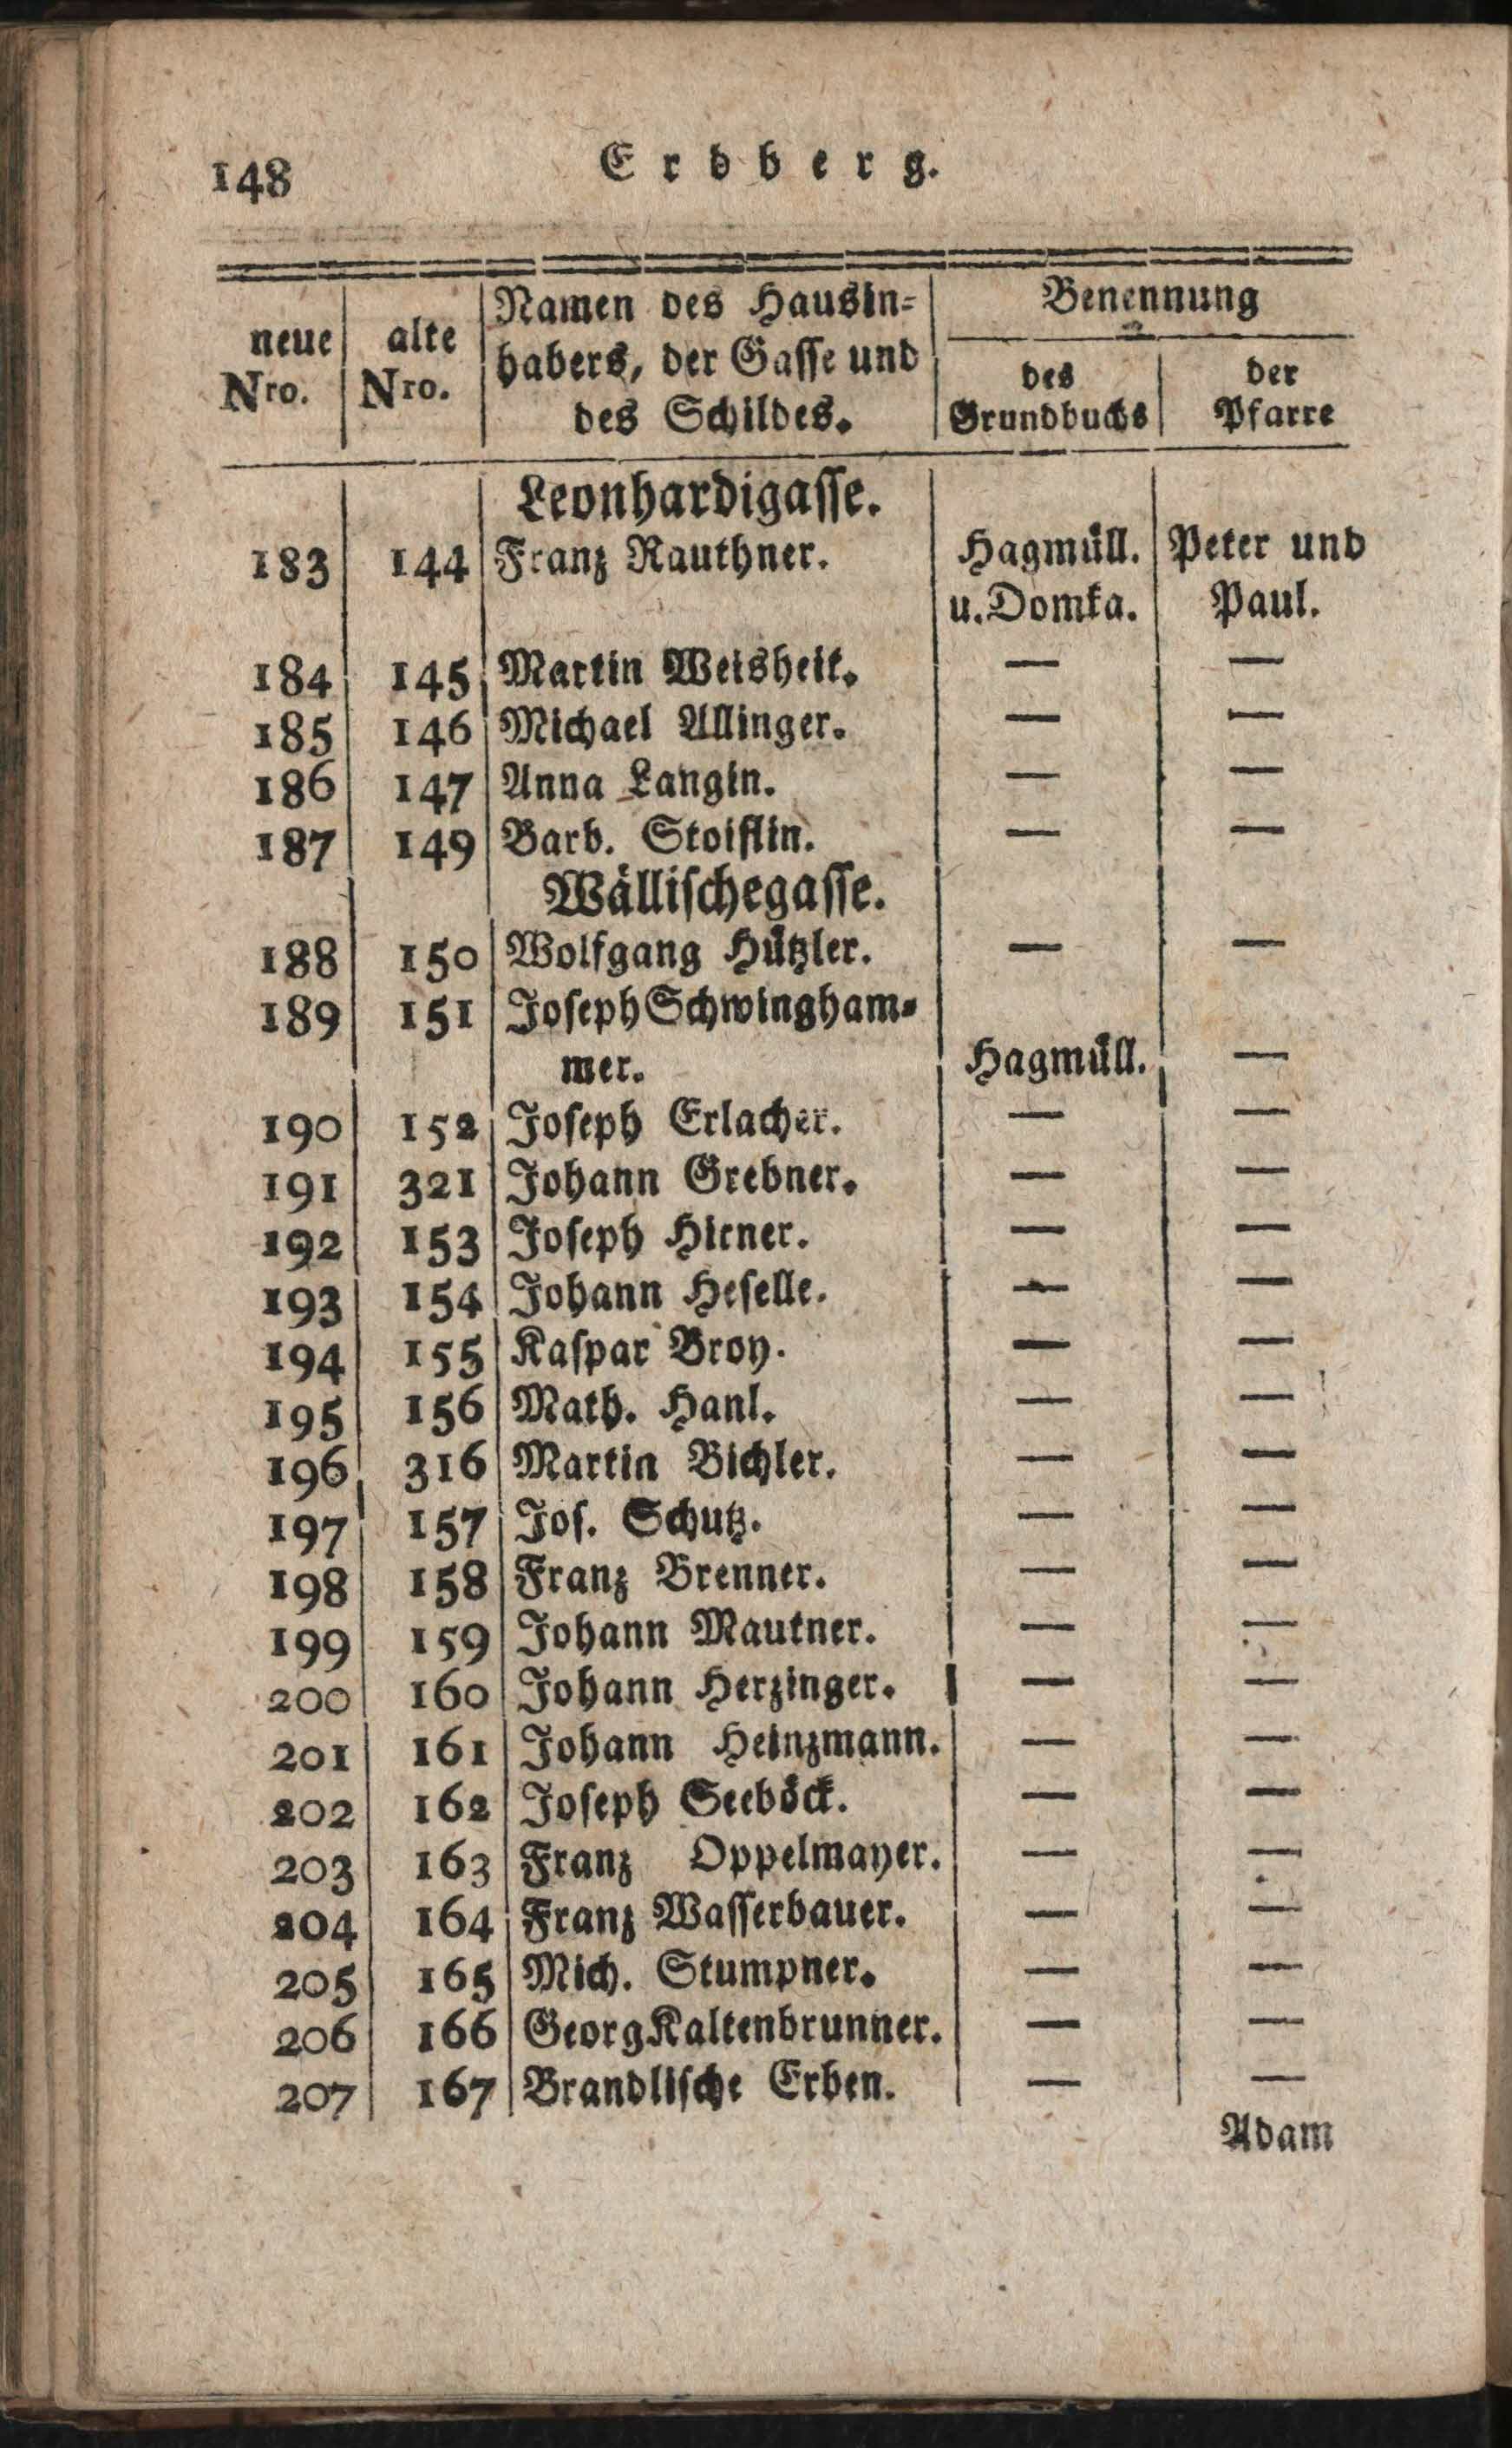 148
Erdberg.
neue Nro. | alte Nro. | Namen des Hausin-
habers, der Gasse und
des Schildes. | Benennung
des Grundbuchs | der Pfarre
Leonhardigasse.
183 | 144 | Franz Rauthner. | Hagmüll. | Peter und
u. Domka. | Paul.
184 | 145 | Martin Weisheit. | — | —
185 | 146 | Michael Allinger. | — | —
186 | 147 | Anna Langin. | — | —
187 | 149 | Barb. Stoiflin. | — | —
Wällischegasse.
188 | 150 | Wolfgang Hützler. | — | —
189 | 151 | Joseph Schwingham-
mer. | Hagmüll. | —
190 | 152 | Joseph Erlacher. | — | —
191 | 321 | Johann Grebner. | — | —
192 | 153 | Joseph Hirner. | — | —
193 | 154 | Johann Heselle. | — | —
194 | 155 | Kaspar Broy. | — | —
195 | 156 | Math. Hanl. | — | —
196 | 316 | Martin Bichler. | — | —
197 | 157 | Jos. Schutz. | — | —
198 | 158 | Franz Brenner. | — | —
199 | 159 | Johann Mautner. | — | —
200 | 160 | Johann Herzinger. | — | —
201 | 161 | Johann Heinzmann. | — | —
202 | 162 | Joseph Seeböck. | — | —
203 | 163 | Franz Oppelmayer. | — | —
204 | 164 | Franz Wasserbauer. | — | —
205 | 165 | Mich. Stumpner. | — | —
206 | 166 | Georg Kaltenbrunner. | — | —
207 | 167 | Brandlische Erben. | — | —
Adam